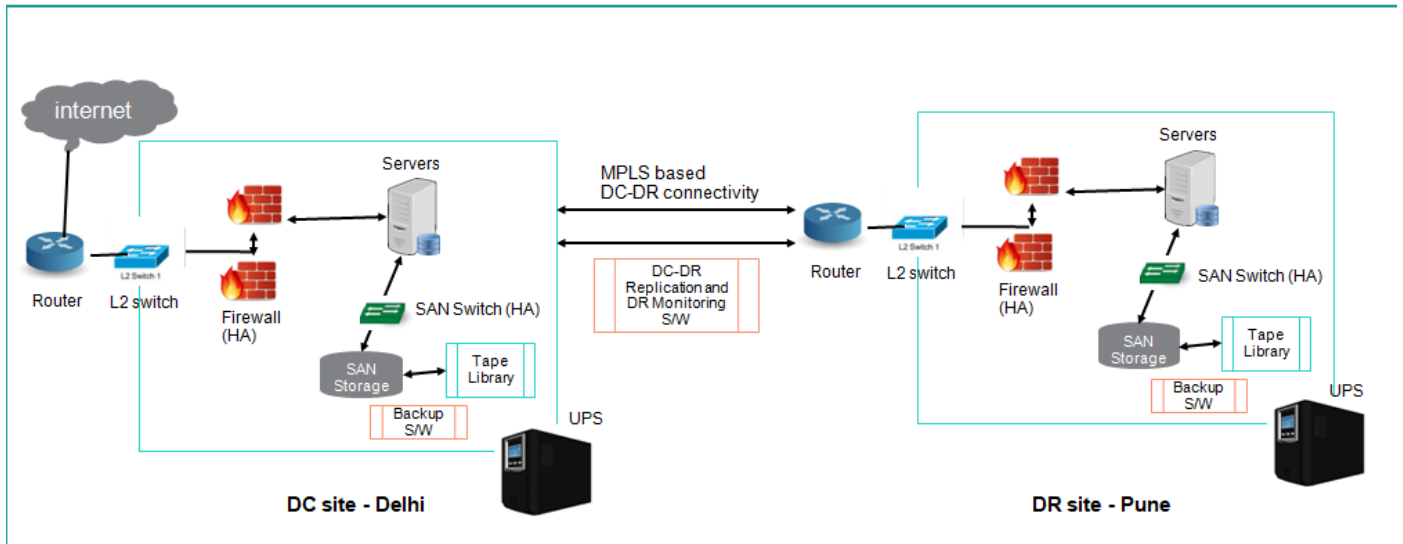 internet
Router
L2 Switch 1
L2 switch
Firewall
(HA)
Servers
SAN Switch (HA)
SAN
Storage
Tape
Library
Backup
S/W
UPS
DC site - Delhi
MPLS based
DC-DR connectivity
DC-DR
Replication and
DR Monitoring
S/W
Router
L2 Switch 1
L2 switch
Firewall
(HA)
Servers
SAN Switch (HA)
SAN
Storage
Tape
Library
Backup
S/W
UPS
DR site - Pune